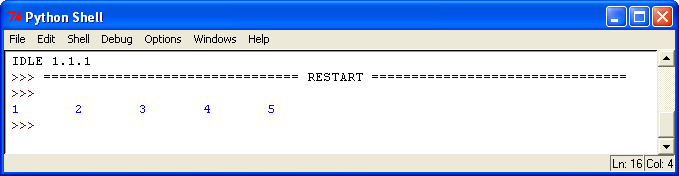 Python Shell
File Edit Shell Debug Options Windows Help
IDLE 1.1.1
>>> ================================ RESTART ================================
>>>
1 2 3 4 5
>>>
Ln: 16 Col: 4